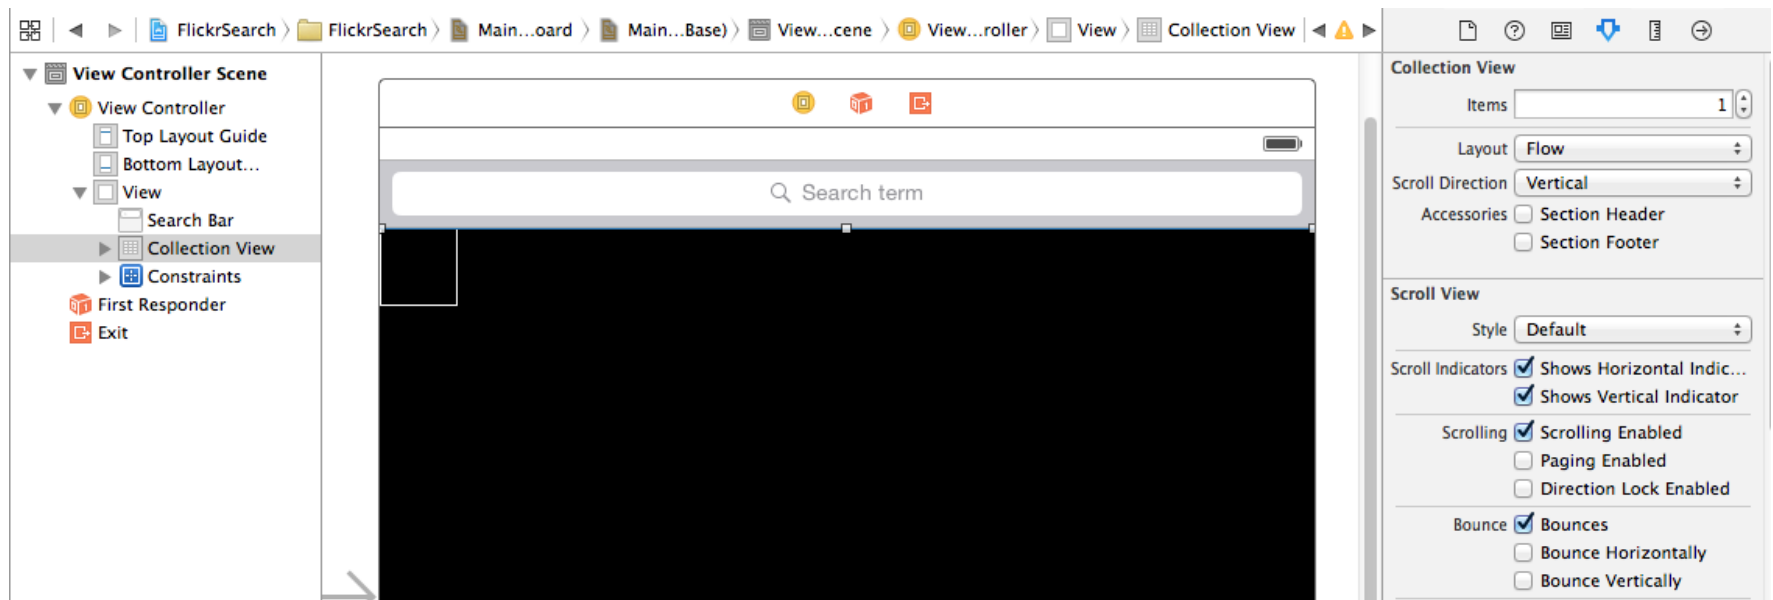 FlickrSearch 〉 FlickrSearch 〉 Main...oard 〉 Main...Base) 〉 View...cene 〉 View...roller 〉 View 〉 Collection View
View Controller Scene
View Controller
Top Layout Guide
Bottom Layout...
View
Search Bar
Collection View
Constraints
First Responder
Exit
Search term
Collection View
Items 1
Layout Flow
Scroll Direction Vertical
Accessories Section Header
Section Footer
Scroll View
Style Default
Scroll Indicators Shows Horizontal Indic...
Shows Vertical Indicator
Scrolling Scrolling Enabled
Paging Enabled
Direction Lock Enabled
Bounce Bounces
Bounce Horizontally
Bounce Vertically